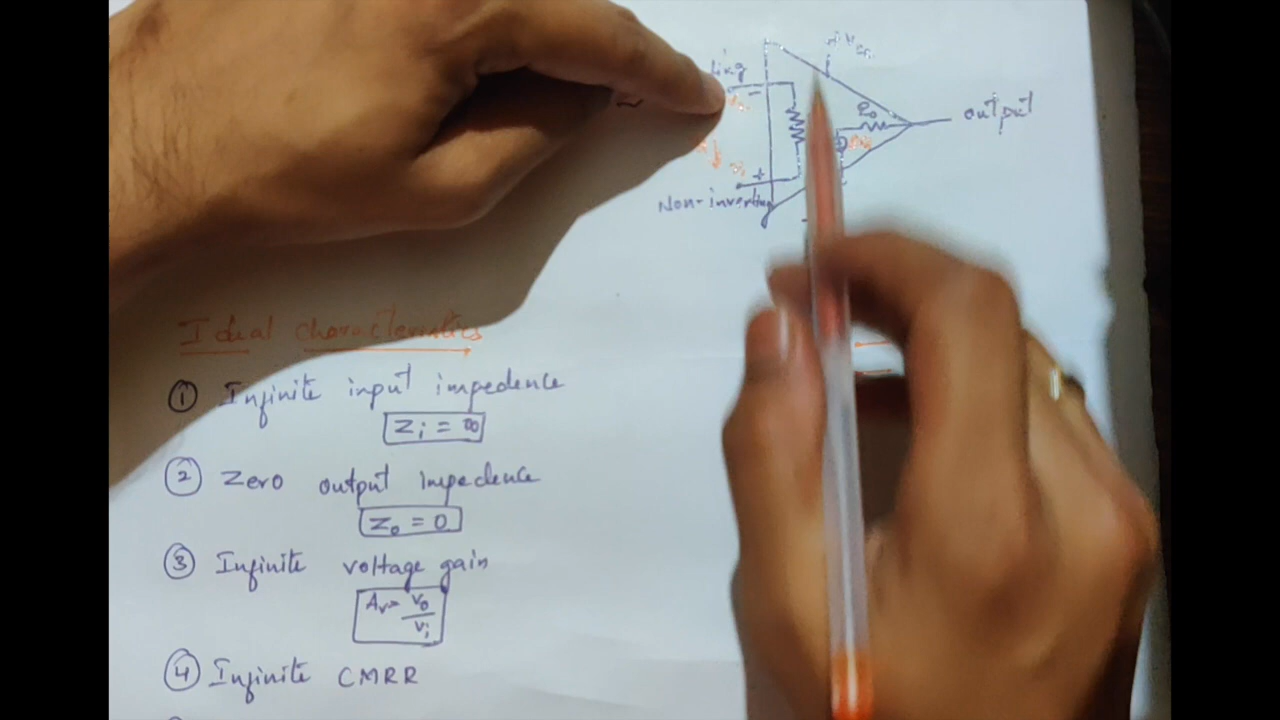 output
Ro
-
+
Non-inverting
Ideal characteristics
① Infinite input impedence
Zi = ∞
② Zero output impedence
Zo = 0
③ Infinite voltage gain
Av = Vo/Vi
④ Infinite CMRR